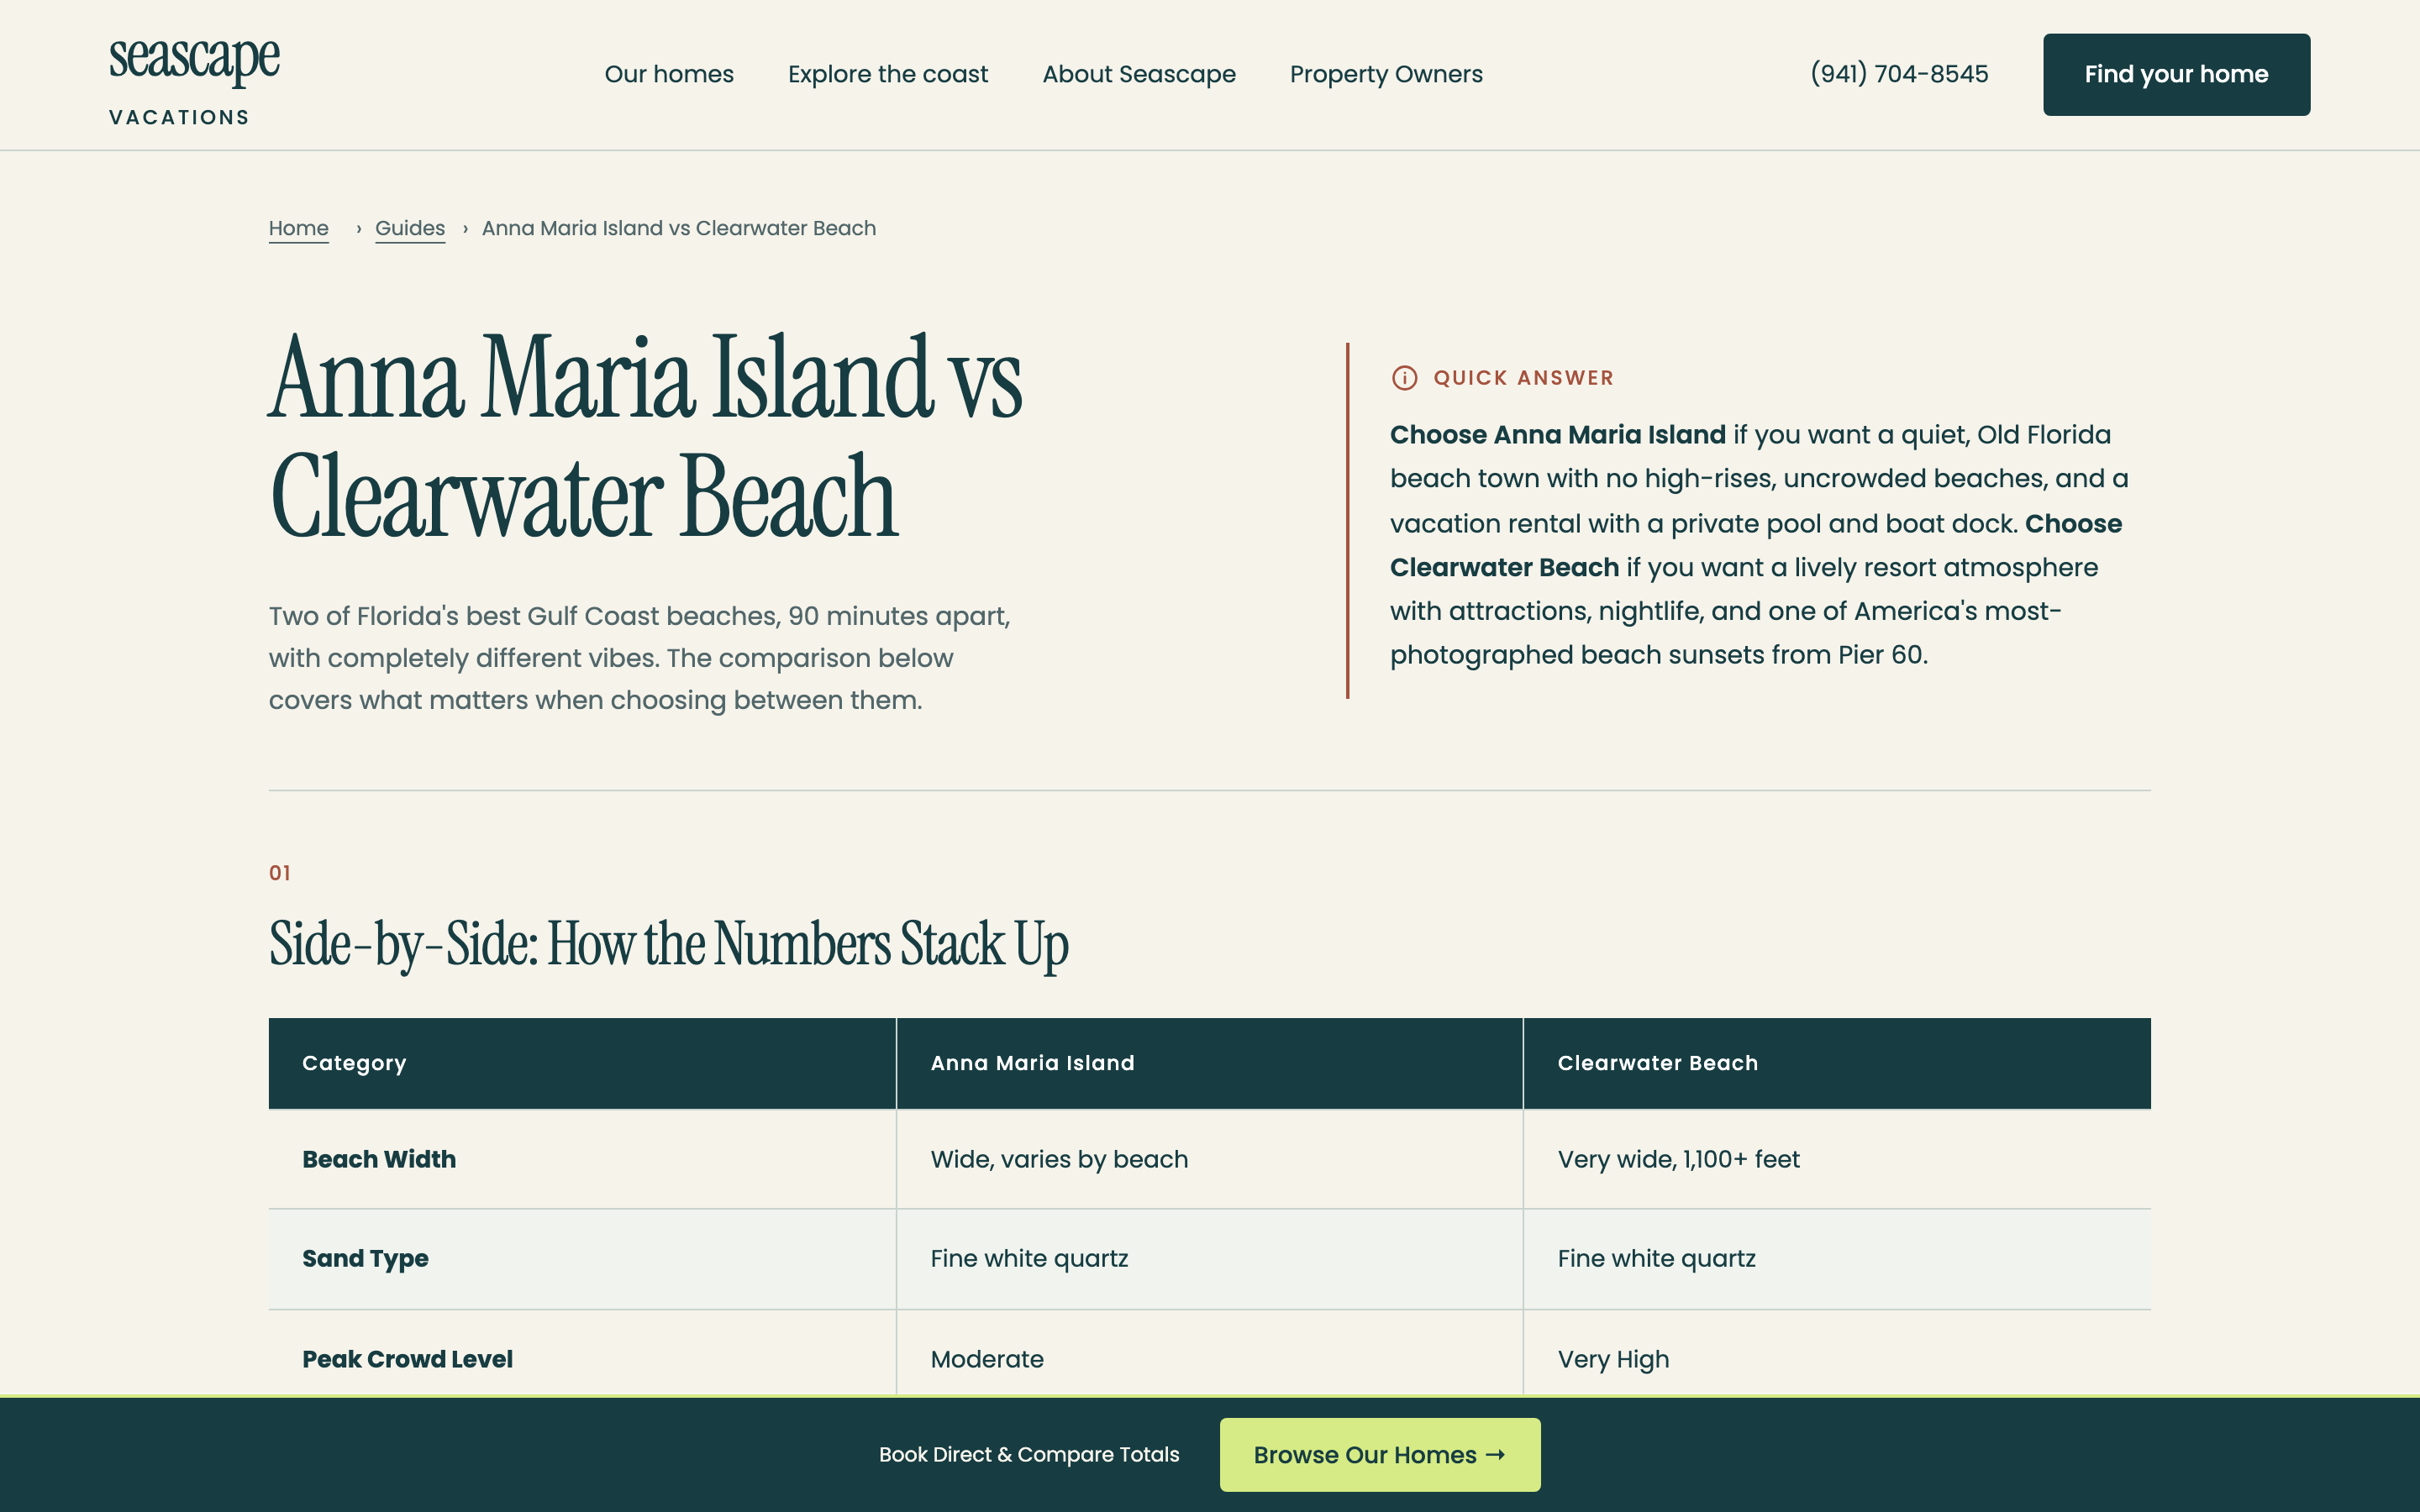 seascape
VACATIONS
Our homes
Explore the coast
About Seascape
Property Owners
(941) 704-8545
Find your home
Home › Guides › Anna Maria Island vs Clearwater Beach
Anna Maria Island vs
Clearwater Beach
Two of Florida's best Gulf Coast beaches, 90 minutes apart,
with completely different vibes. The comparison below
covers what matters when choosing between them.
QUICK ANSWER
Choose Anna Maria Island if you want a quiet, Old Florida
beach town with no high-rises, uncrowded beaches, and a
vacation rental with a private pool and boat dock. Choose
Clearwater Beach if you want a lively resort atmosphere
with attractions, nightlife, and one of America's most-
photographed beach sunsets from Pier 60.
01
Side-by-Side: How the Numbers Stack Up
Category
Anna Maria Island
Clearwater Beach
Beach Width
Wide, varies by beach
Very wide, 1,100+ feet
Sand Type
Fine white quartz
Fine white quartz
Peak Crowd Level
Moderate
Very High
Book Direct & Compare Totals
Browse Our Homes →